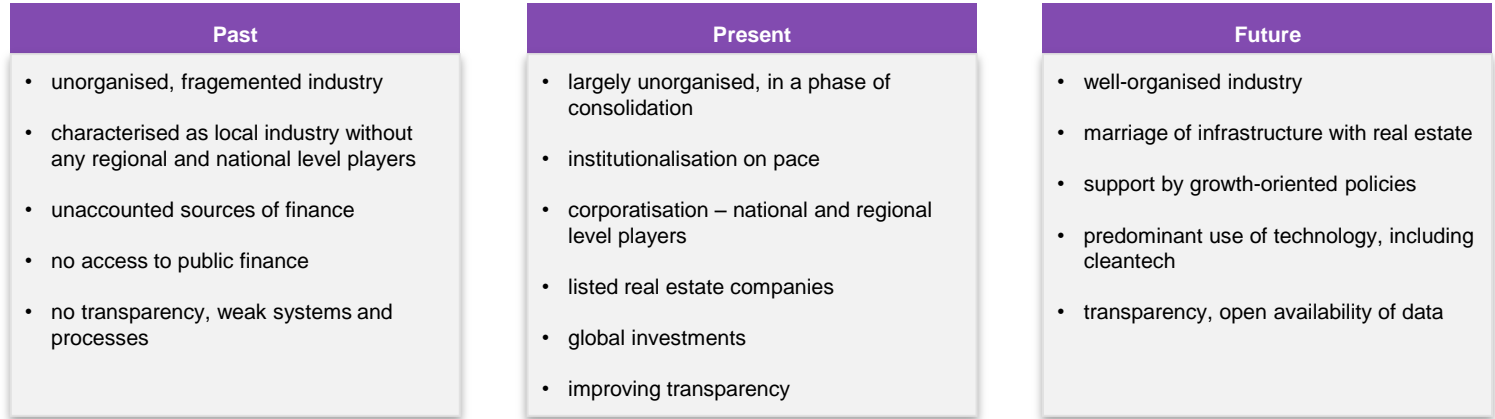 Past
• unorganised, fragemented industry
• characterised as local industry without
any regional and national level players
• unaccounted sources of finance
• no access to public finance
• no transparency, weak systems and
processes
Present
• largely unorganised, in a phase of
consolidation
• institutionalisation on pace
• corporatisation – national and regional
level players
• listed real estate companies
• global investments
• improving transparency
Future
• well-organised industry
• marriage of infrastructure with real estate
• support by growth-oriented policies
• predominant use of technology, including
cleantech
• transparency, open availability of data